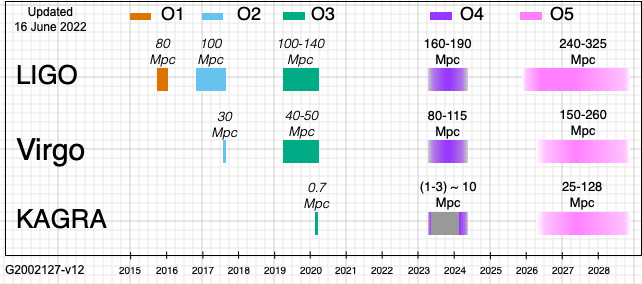 Updated
16 June 2022
O1 O2 O3 O4 O5
80 Mpc
100 Mpc
100-140 Mpc
160-190 Mpc
240-325 Mpc
LIGO
30 Mpc
40-50 Mpc
80-115 Mpc
150-260 Mpc
Virgo
0.7 Mpc
(1-3) ~ 10 Mpc
25-128 Mpc
KAGRA
G2002127-v12 2015 2016 2017 2018 2019 2020 2021 2022 2023 2024 2025 2026 2027 2028